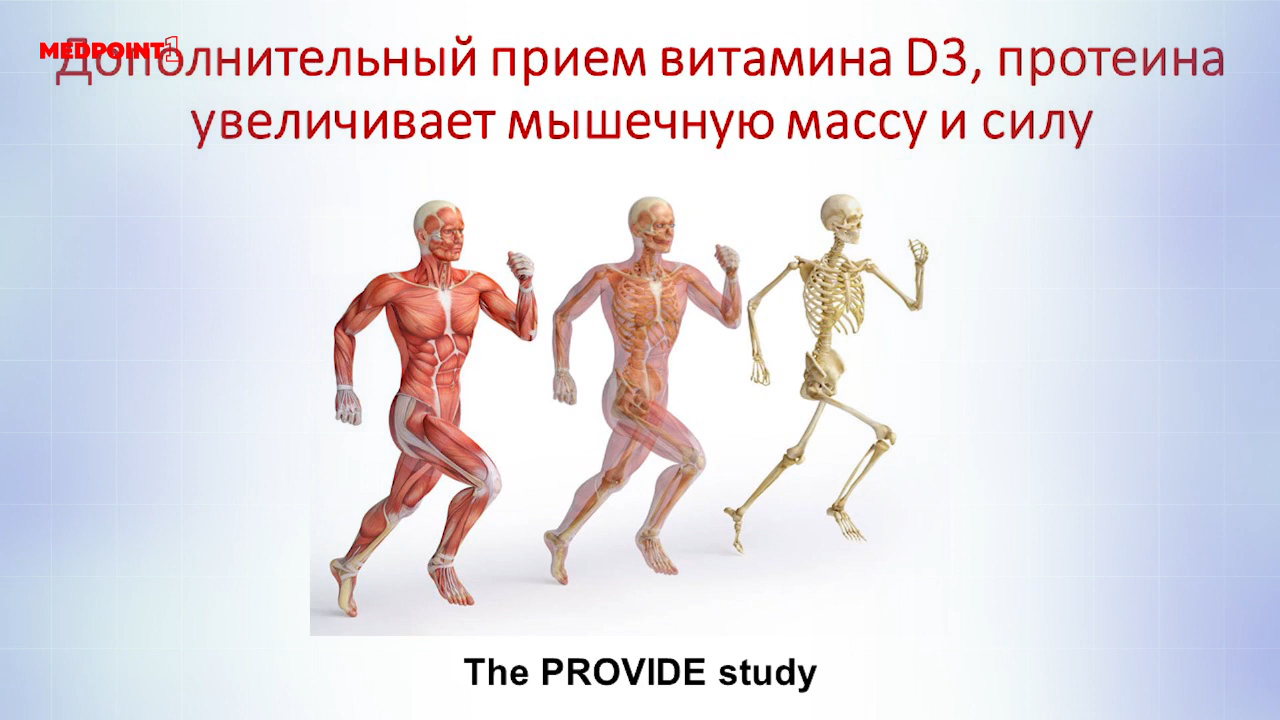 MEDPOINT1
Дополнительный прием витамина D3, протеина
увеличивает мышечную массу и силу
The PROVIDE study